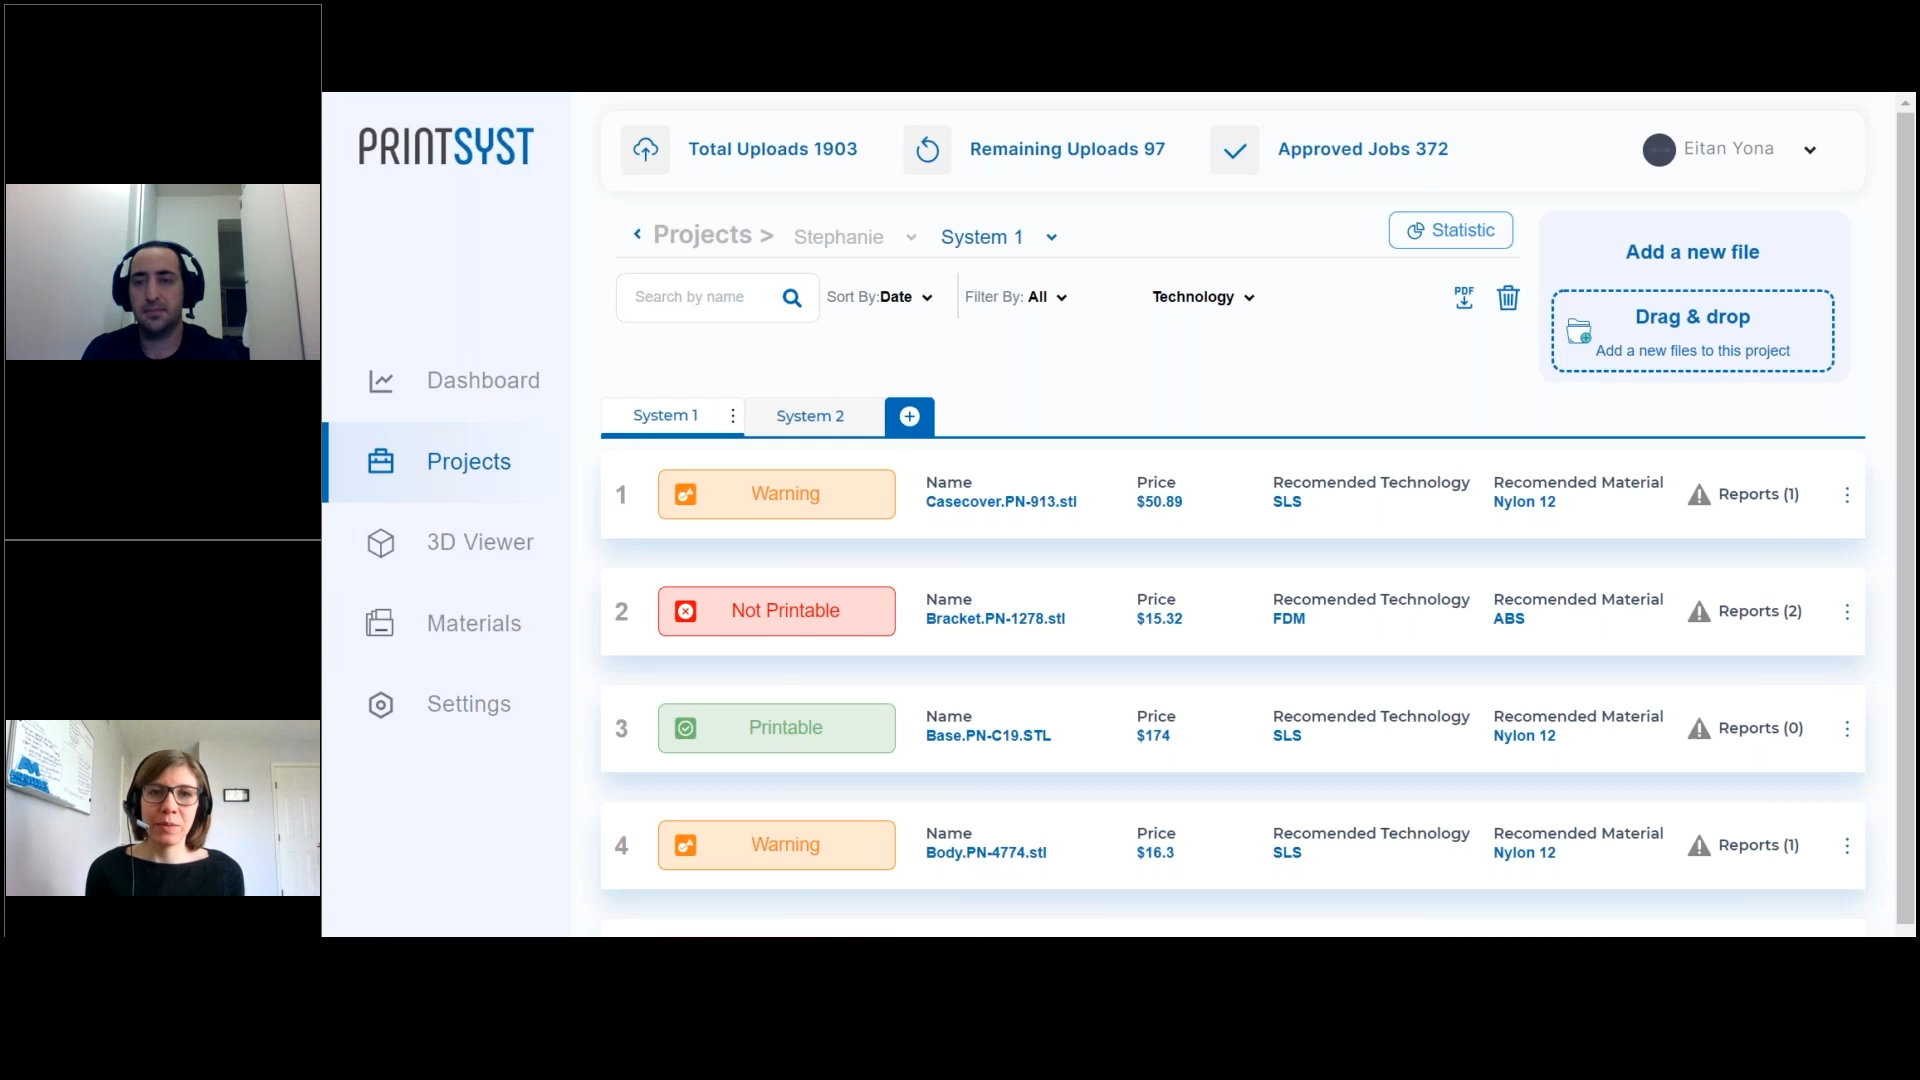 PRINTSYST
Total Uploads 1903
Remaining Uploads 97
Approved Jobs 372
Eitan Yona
Projects >
Stephanie
System 1
Statistic
Search by name
Sort By:Date
Filter By: All
Technology
PDF
Add a new file
Drag & drop
Add a new files to this project
Dashboard
Projects
3D Viewer
Materials
Settings
System 1
System 2
1
Warning
Name
Casecover.PN-913.stl
Price
$50.89
Recomended Technology
SLS
Recomended Material
Nylon 12
Reports (1)
2
Not Printable
Name
Bracket.PN-1278.stl
Price
$15.32
Recomended Technology
FDM
Recomended Material
ABS
Reports (2)
3
Printable
Name
Base.PN-C19.STL
Price
$174
Recomended Technology
SLS
Recomended Material
Nylon 12
Reports (0)
4
Warning
Name
Body.PN-4774.stl
Price
$16.3
Recomended Technology
SLS
Recomended Material
Nylon 12
Reports (1)